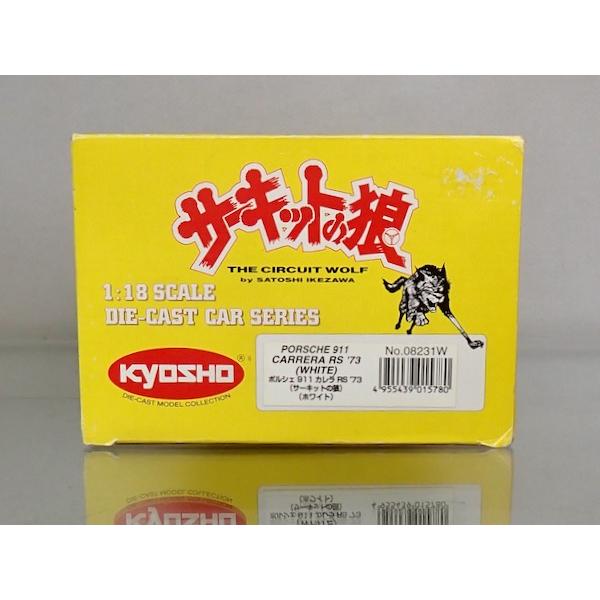 サーキットの狼
THE CIRCUIT WOLF
by SATOSHI IKEZAWA
1:18 SCALE
DIE-CAST CAR SERIES
KYOSHO ®
DIE-CAST MODEL COLLECTION
PORSCHE 911
CARRERA RS '73
(WHITE)
ポルシェ 911 カレラ RS '73
(サーキットの狼)
(ホワイト)
No.08231W
4 955439 015780